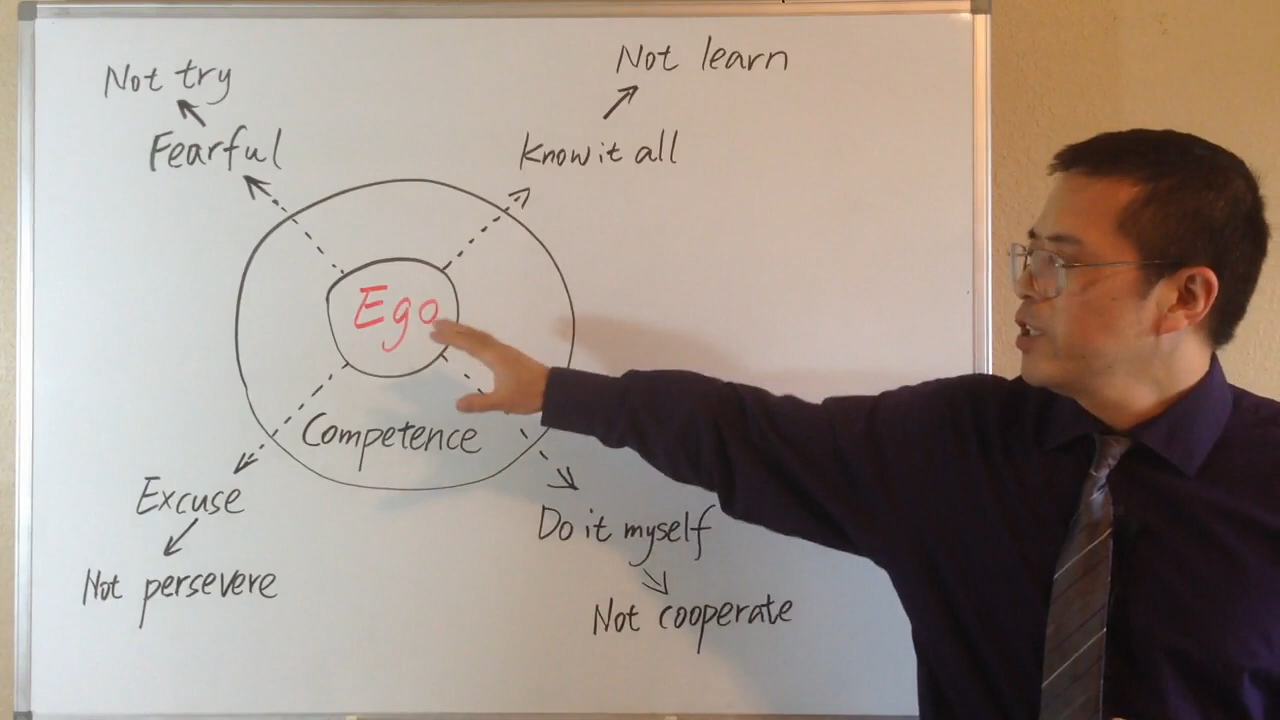 Not try
Fearful
Not learn
Know it all
Ego
Competence
Excuse
Not persevere
Do it myself
Not cooperate